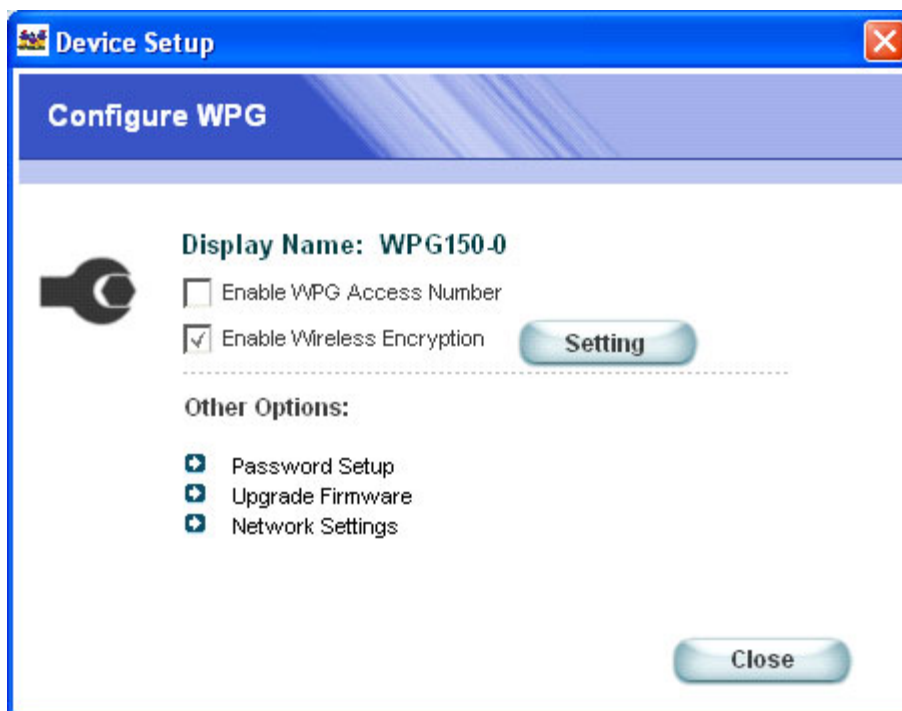 Device Setup
Configure WPG
Display Name: WPG150-0
Enable WPG Access Number
Enable Wireless Encryption
Setting
Other Options:
Password Setup
Upgrade Firmware
Network Settings
Close